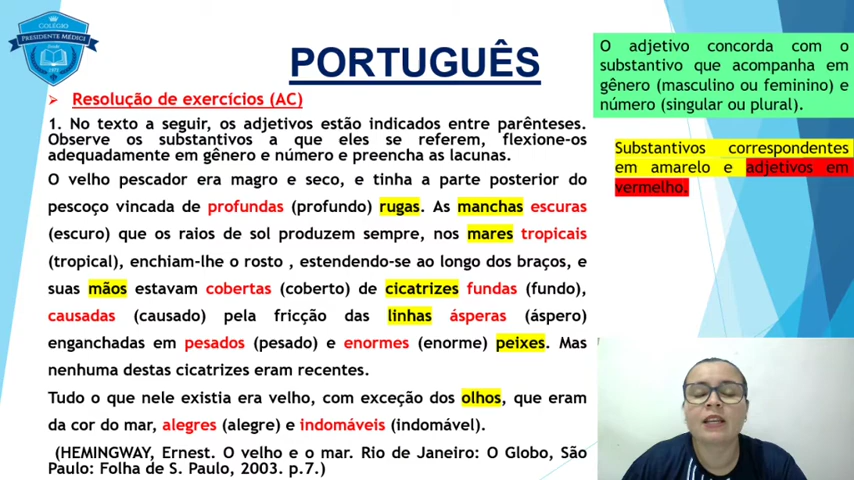 COLÉGIO
PRESIDENTE MÉDICI
PORTUGUÊS
Resolução de exercícios (AC)
1. No texto a seguir, os adjetivos estão indicados entre parênteses.
Observe os substantivos a que eles se referem, flexione-os
adequadamente em gênero e número e preencha as lacunas.
O velho pescador era magro e seco, e tinha a parte posterior do
pescoço vincada de profundas (profundo) rugas. As manchas escuras
(escuro) que os raios de sol produzem sempre, nos mares tropicais
(tropical), enchiam-lhe o rosto , estendendo-se ao longo dos braços, e
suas mãos estavam cobertas (coberto) de cicatrizes fundas (fundo),
causadas (causado) pela fricção das linhas ásperas (áspero)
enganchadas em pesados (pesado) e enormes (enorme) peixes. Mas
nenhuma destas cicatrizes eram recentes.
Tudo o que nele existia era velho, com exceção dos olhos, que eram
da cor do mar, alegres (alegre) e indomáveis (indomável).
(HEMINGWAY, Ernest. O velho e o mar. Rio de Janeiro: O Globo, São
Paulo: Folha de S. Paulo, 2003. p.7.)
O adjetivo concorda com o
substantivo que acompanha em
gênero (masculino ou feminino) e
número (singular ou plural).
Substantivos correspondentes
em amarelo e adjetivos em
vermelho.